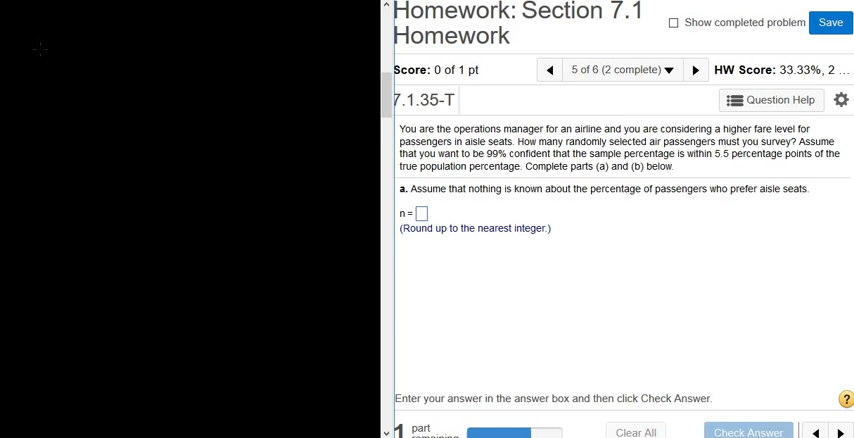 Homework: Section 7.1
Homework
Show completed problem
Save
Score: 0 of 1 pt
5 of 6 (2 complete)
HW Score: 33.33%, 2 ...
7.1.35-T
Question Help
You are the operations manager for an airline and you are considering a higher fare level for
passengers in aisle seats. How many randomly selected air passengers must you survey? Assume
that you want to be 99% confident that the sample percentage is within 5.5 percentage points of the
true population percentage. Complete parts (a) and (b) below.
a. Assume that nothing is known about the percentage of passengers who prefer aisle seats.
n =
(Round up to the nearest integer.)
Enter your answer in the answer box and then click Check Answer.
?
1 part
remaining
Clear All
Check Answer